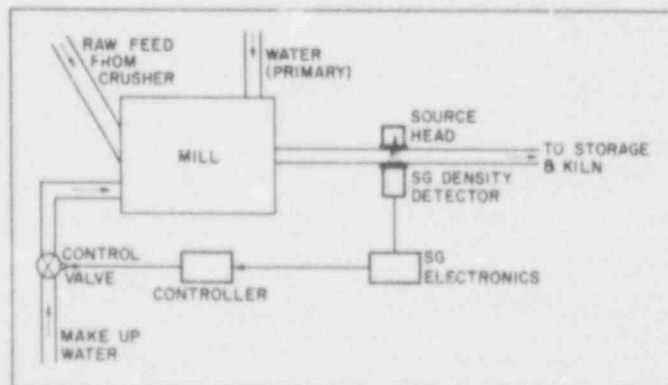 RAW FEED
FROM
CRUSHER
WATER
(PRIMARY)
SOURCE
HEAD
MILL
TO STORAGE
& KILN
SG DENSITY
DETECTOR
CONTROL
VALVE
CONTROLLER
SG
ELECTRONICS
MAKE UP
WATER